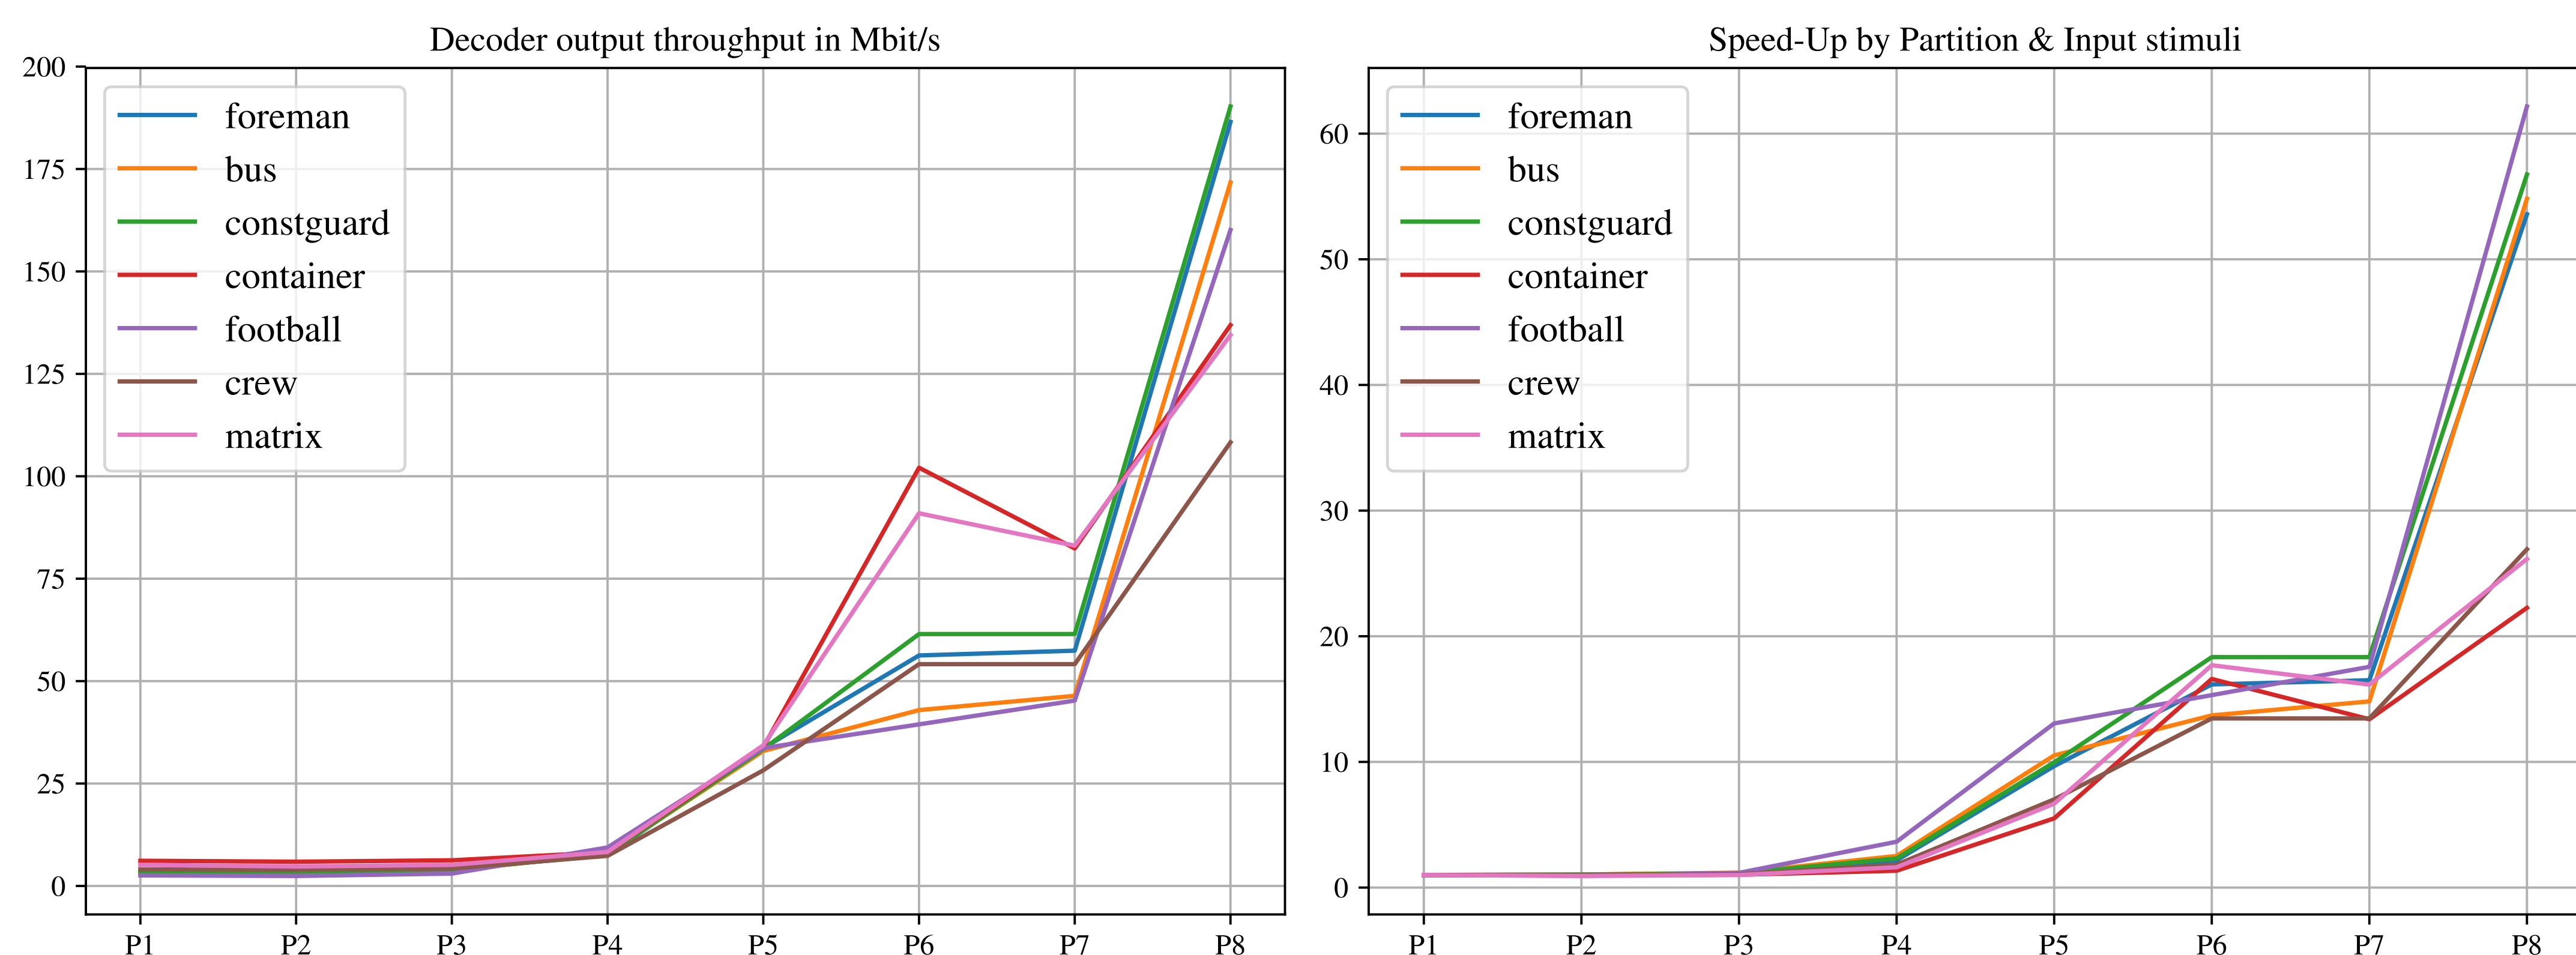 Decoder output throughput in Mbit/s
200
175
150
125
100
75
50
25
0
foreman
bus
constguard
container
football
crew
matrix
P1 P2 P3 P4 P5 P6 P7 P8
Speed-Up by Partition & Input stimuli
60
50
40
30
20
10
0
foreman
bus
constguard
container
football
crew
matrix
P1 P2 P3 P4 P5 P6 P7 P8